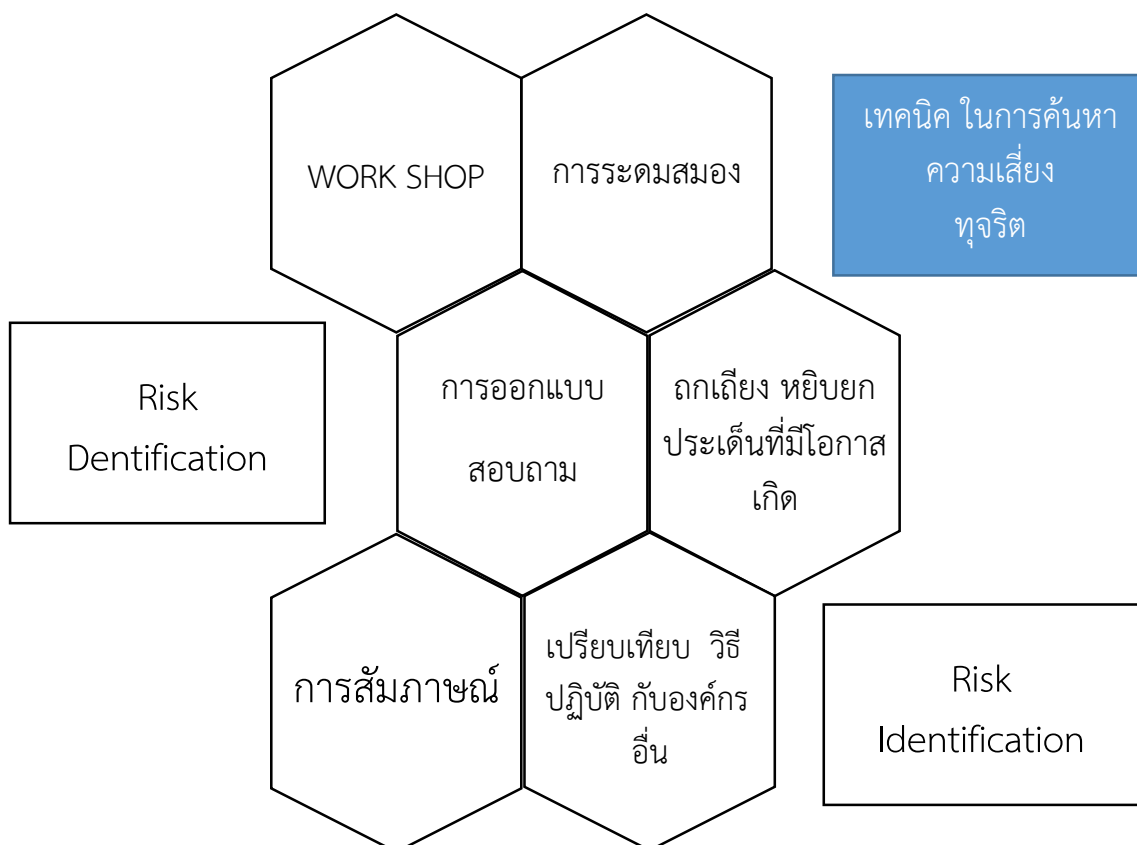 WORK SHOP
การระดมสมอง
เทคนิค ในการค้นหา
ความเสี่ยง
ทุจริต
Risk
Dentification
การออกแบบ
สอบถาม
ถกเถียง หยิบยก
ประเด็นที่มีโอกาส
เกิด
การสัมภาษณ์
เปรียบเทียบ วิธี
ปฏิบัติ กับองค์กร
อื่น
Risk
Identification